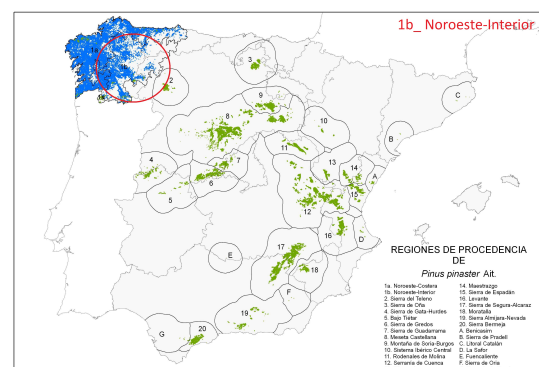 1b_ Noroeste-Interior
1a
1b
2
3
9
8
10
C
B
11
7
4
6
5
13
14
A
15
12
16
D
17
E
18
F
19
20
G
REGIONES DE PROCEDENCIA
DE
Pinus pinaster Ait.
1a. Noroeste-Costera
1b. Noroeste-Interior
2. Sierra del Teleno
3. Sierra de Oña
4. Sierra de Gata-Hurdes
5. Bajo Tiétar
6. Sierra de Gredos
7. Sierra de Guadarrama
8. Meseta Castellana
9. Montaña de Soria-Burgos
10. Sistema Ibérico Central
11. Rodenales de Molina
12. Serranía de Cuenca
13. Albarracín
14. Maestrazgo
15. Sierra de Espadán
16. Levante
17. Sierra de Segura-Alcaraz
18. Moratalla
19. Sierra Almijara-Nevada
20. Sierra Bermeja
A. Benicasim
B. Sierra de Pradell
C. Litoral Catalán
D. La Safor
E. Fuencaliente
F. Sierra de Oria